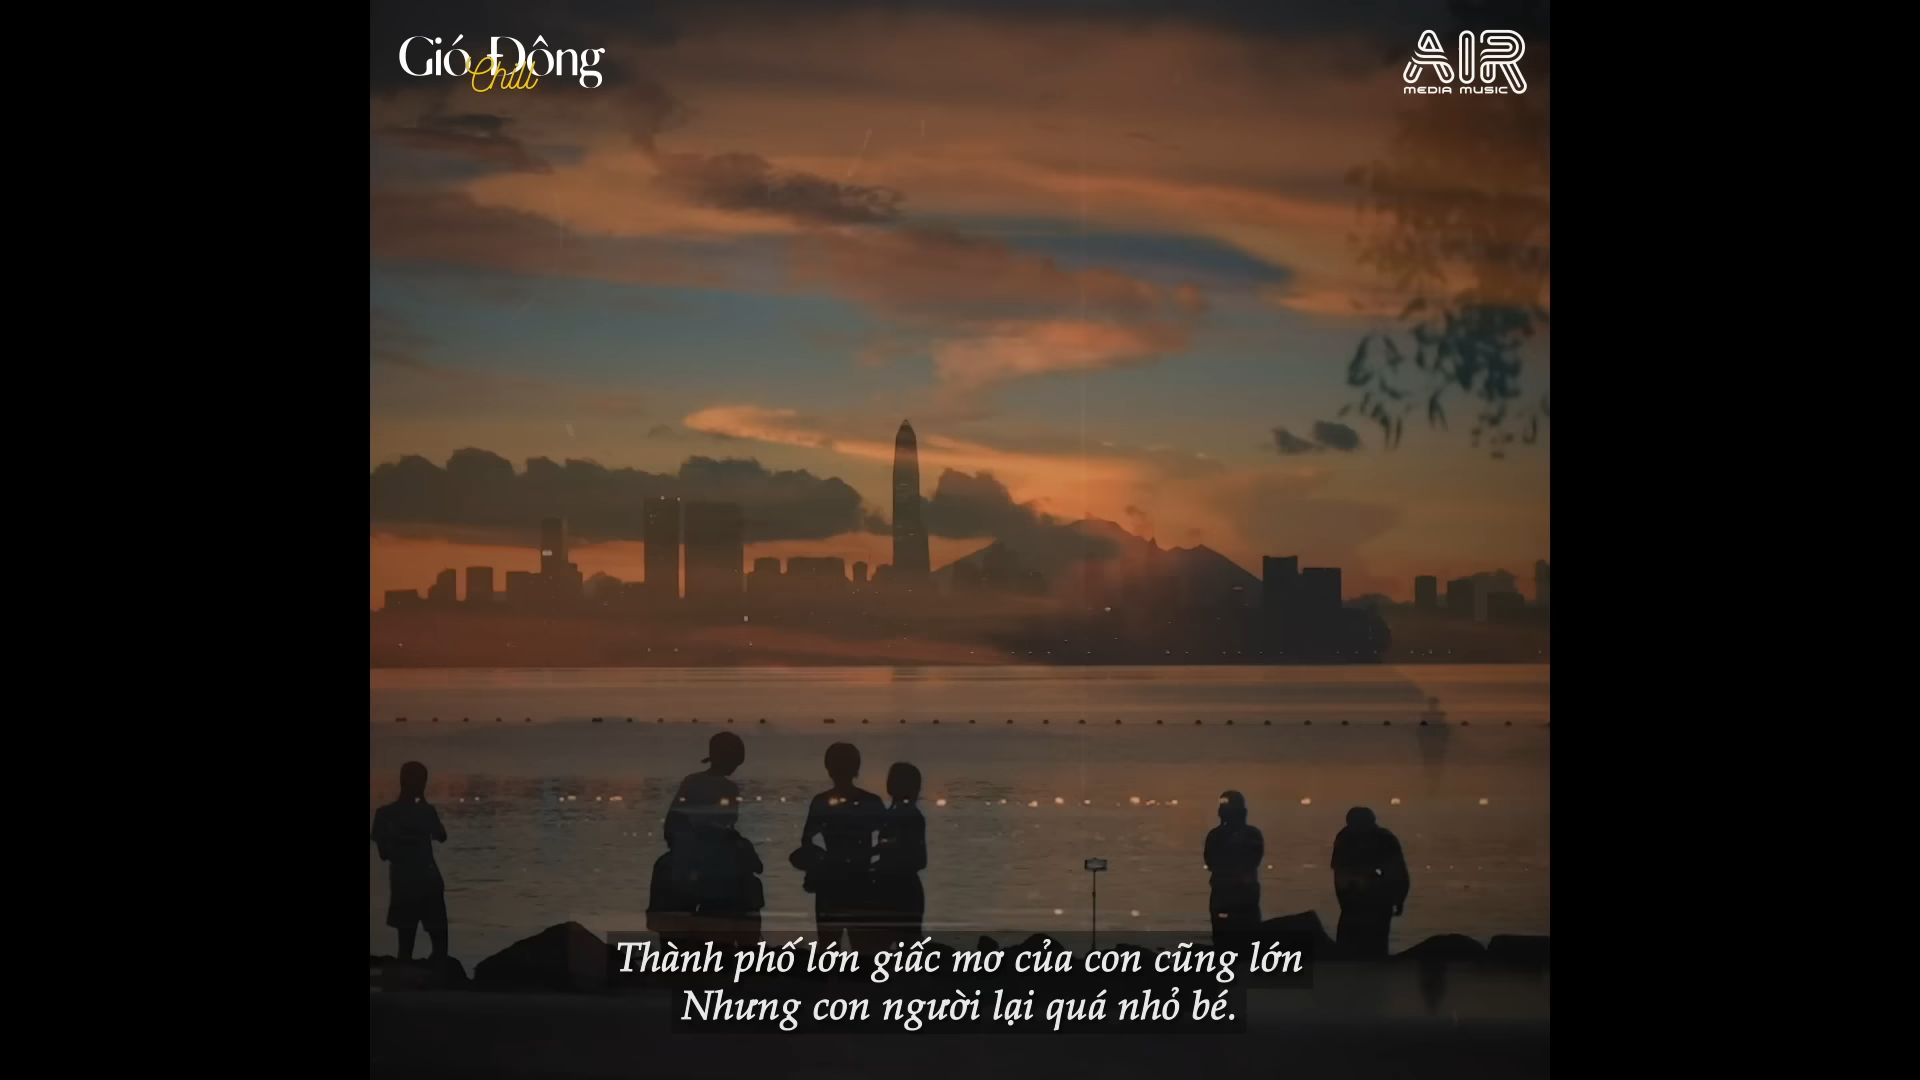 Gió Đông
Chill
AIR
MEDIA MUSIC
Thành phố lớn giấc mơ của con cũng lớn
Nhưng con người lại quá nhỏ bé.